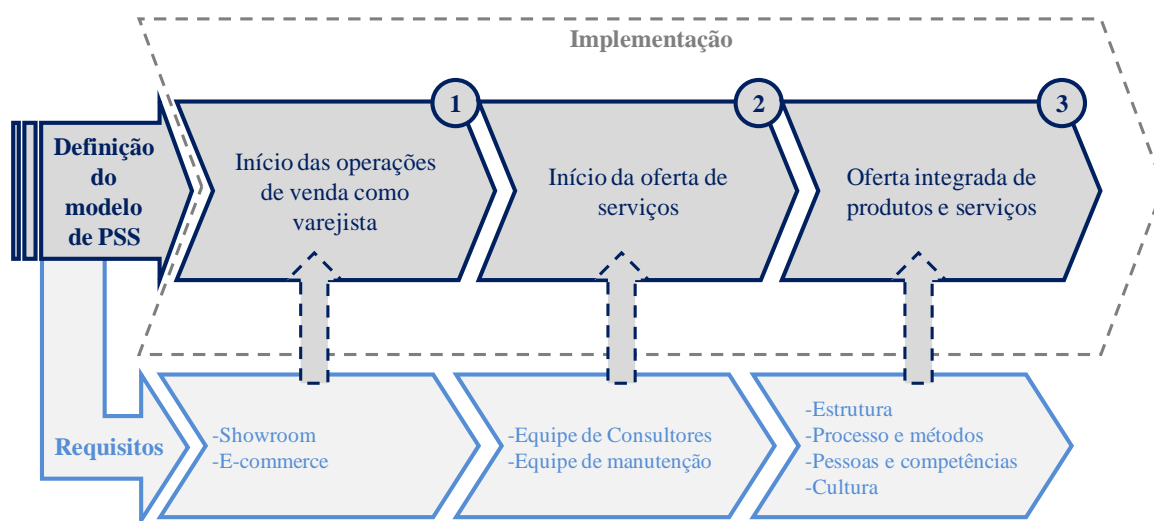 Implementação
1
2
3
Definição
do
modelo
de PSS
Início das operações
de venda como
varejista
Início da oferta de
serviços
Oferta integrada de
produtos e serviços
Requisitos
-Showroom
-E-commerce
-Equipe de Consultores
-Equipe de manutenção
-Estrutura
-Processo e métodos
-Pessoas e competências
-Cultura